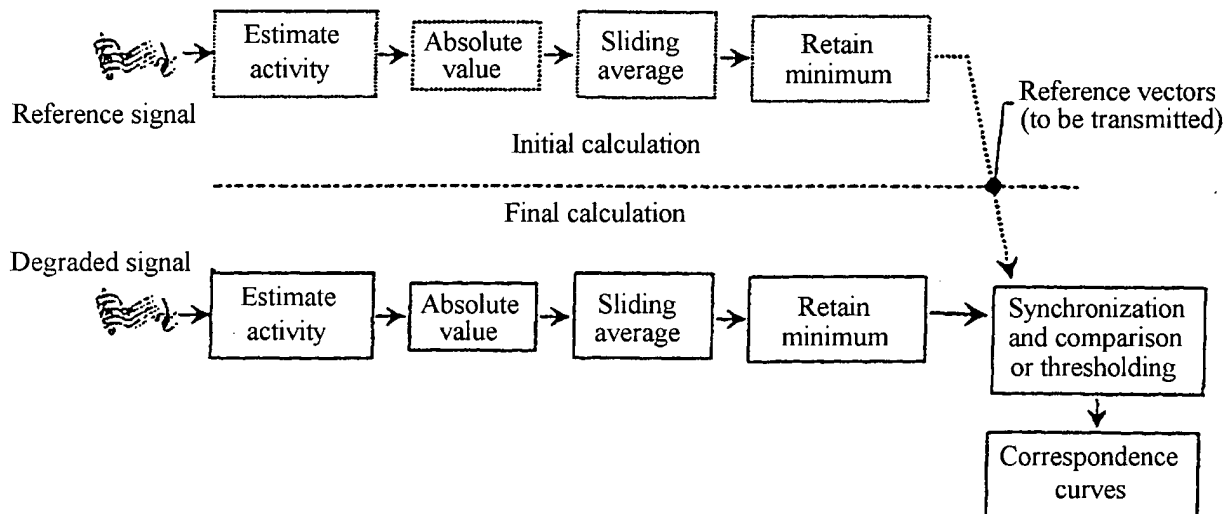 Estimate
activity
Absolute
value
Sliding
average
Retain
minimum
Reference signal
Reference vectors
(to be transmitted)
Initial calculation
Final calculation
Degraded signal
Estimate
activity
Absolute
value
Sliding
average
Retain
minimum
Synchronization
and comparison
or thresholding
Correspondence
curves